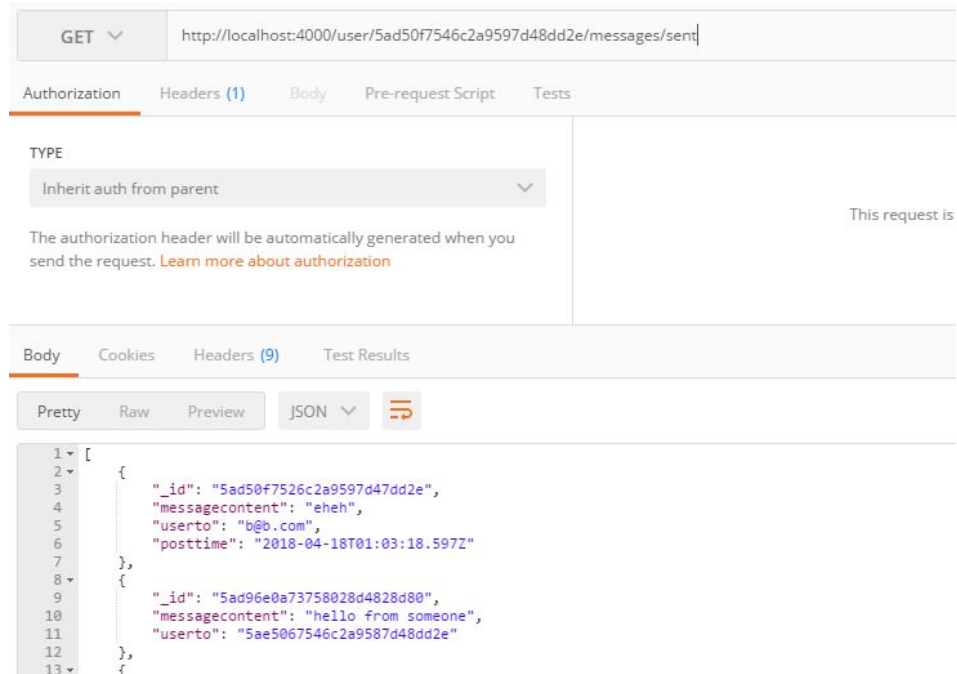 GET http://localhost:4000/user/5ad50f7546c2a9597d48dd2e/messages/sent
Authorization Headers (1) Body Pre-request Script Tests
TYPE
Inherit auth from parent
This request is
The authorization header will be automatically generated when you
send the request. Learn more about authorization
Body Cookies Headers (9) Test Results
Pretty Raw Preview JSON
1 [
2 {
3 "_id": "5ad50f7526c2a9597d47dd2e",
4 "messagecontent": "eheh",
5 "userto": "b@b.com",
6 "posttime": "2018-04-18T01:03:18.597Z"
7 },
8 {
9 "_id": "5ad96e0a73758028d4828d80",
10 "messagecontent": "hello from someone",
11 "userto": "5ae5067546c2a9587d48dd2e"
12 },
13 {